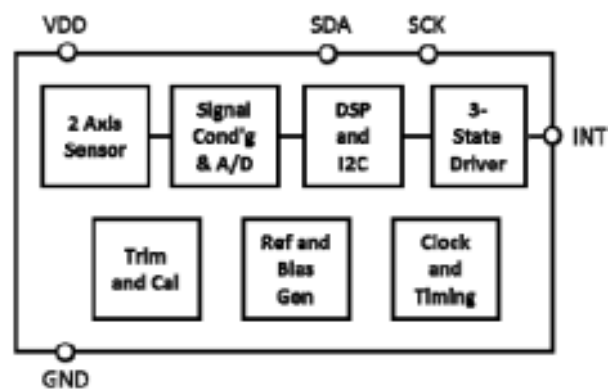 VDD SDA SCK
2 Axis
Sensor
Signal
Cond'g
& A/D
DSP
and
I2C
3-
State
Driver
INT
Trim
and Cal
Ref and
Bias
Gen
Clock
and
Timing
GND